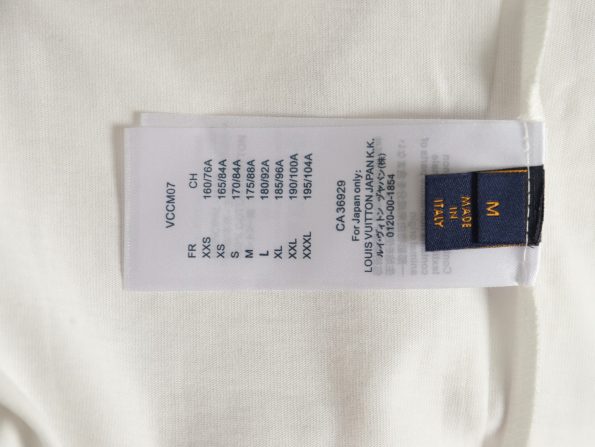 VCCM07
FR CH
XXS 160/76A
XS 165/84A
S 170/84A
M 175/88A
L 180/92A
XL 185/96A
XXL 190/100A
XXXL 195/104A
CA36929
For Japan only:
LOUIS VUITTON JAPAN K.K.
ルイ・ヴィトン ジャパン(株)
0120-00-1854
MADE
IN
ITALY
M